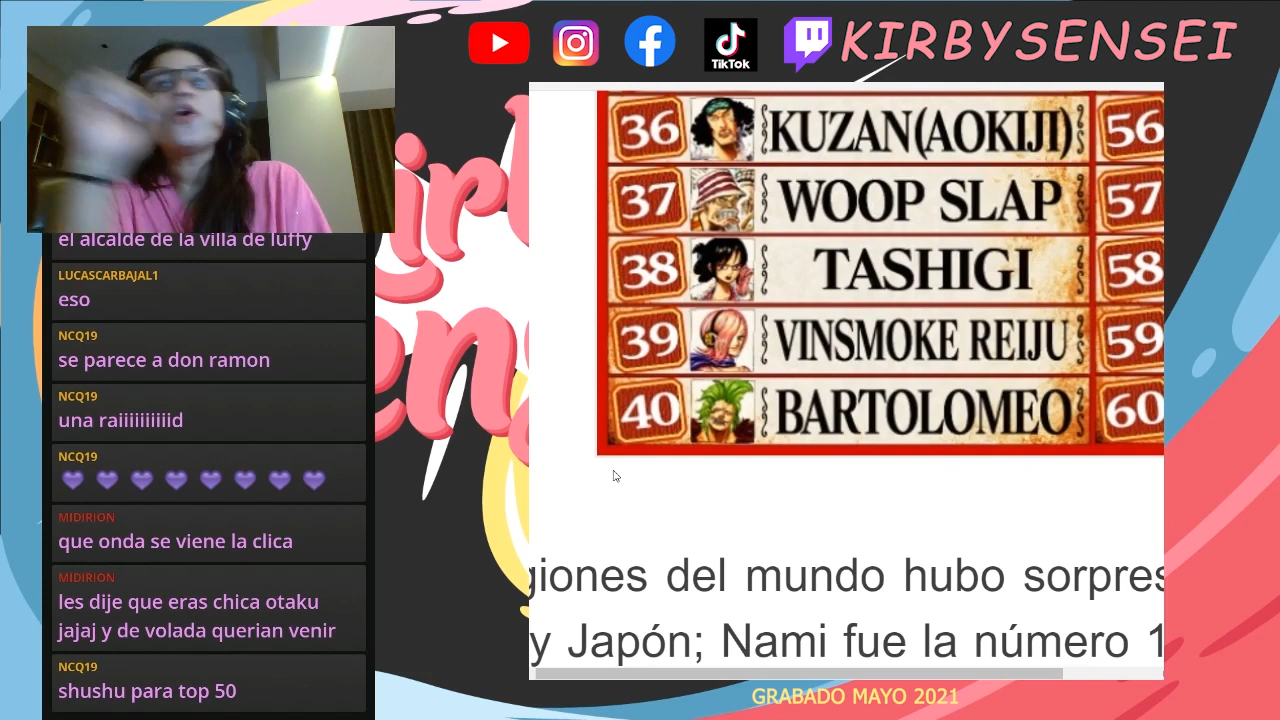 TikTok
KIRBYSENSEI
el alcalde de la villa de luffy
LUCASCARBAJAL1
eso
NCQ19
se parece a don ramon
NCQ19
una raiiiiiiiiiid
NCQ19
MIDIRION
que onda se viene la clica
MIDIRION
les dije que eras chica otaku
jajaj y de volada querian venir
NCQ19
shushu para top 50
36 KUZAN(AOKIJI) 56
37 WOOP SLAP 57
38 TASHIGI 58
39 VINSMOKE REIJU 59
40 BARTOLOMEO 60
giones del mundo hubo sorpres
y Japón; Nami fue la número 1
GRABADO MAYO 2021